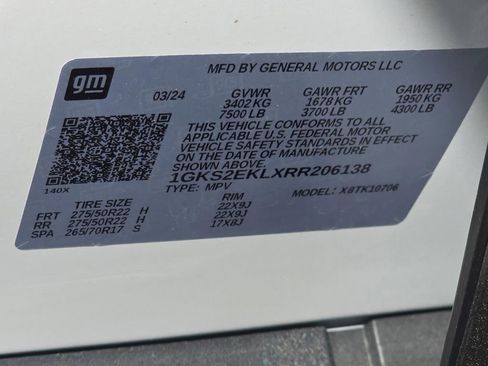 gm
MFD BY GENERAL MOTORS LLC
03/24 GVWR GAWR FRT GAWR RR
3402 KG 1678 KG 1950 KG
7500 LB 3700 LB 4300 LB
THIS VEHICLE CONFORMS TO ALL
APPLICABLE U.S. FEDERAL MOTOR
VEHICLE SAFETY STANDARDS IN EFFECT
ON THE DATE OF MANUFACTURE
SHOWN ABOVE.
1GKS2EKLXRR206138
140X TYPE: MPV MODEL: X8TK10706
TIRE SIZE RIM
FRT 275/50R22 H 22X9J
RR 275/50R22 H 22X9J
SPA 265/70R17 S 17X8J